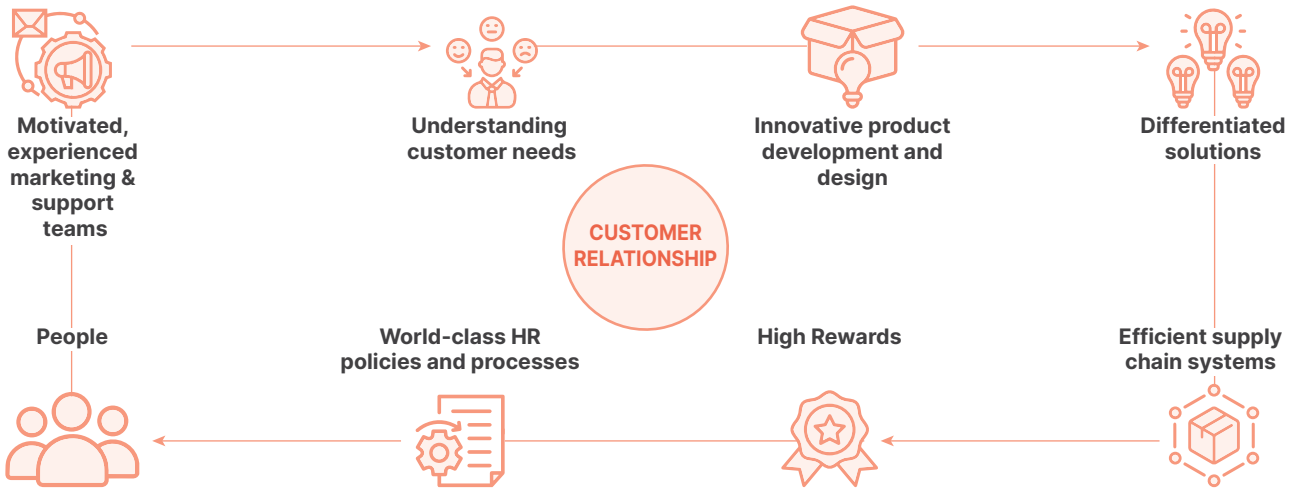 Motivated,
experienced
marketing &
support
teams
Understanding
customer needs
Innovative product
development and
design
Differentiated
solutions
CUSTOMER
RELATIONSHIP
People
World-class HR
policies and processes
High Rewards
Efficient supply
chain systems